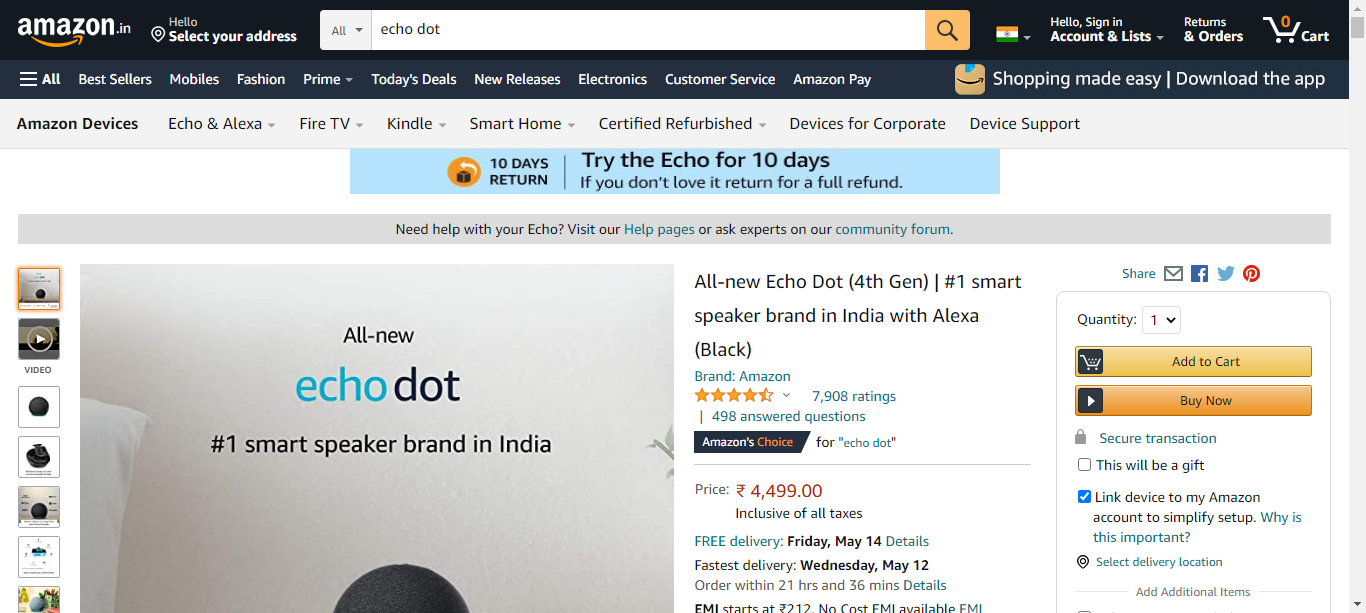 amazon.in
Hello
Select your address
All
echo dot
Hello, Sign in
Account & Lists
Returns
& Orders
0
Cart
All
Best Sellers
Mobiles
Fashion
Prime
Today's Deals
New Releases
Electronics
Customer Service
Amazon Pay
Shopping made easy | Download the app
Amazon Devices
Echo & Alexa
Fire TV
Kindle
Smart Home
Certified Refurbished
Devices for Corporate
Device Support
10 DAYS
RETURN
Try the Echo for 10 days
If you don't love it return for a full refund.
Need help with your Echo? Visit our Help pages or ask experts on our community forum.
VIDEO
All-new
echo dot
#1 smart speaker brand in India
All-new Echo Dot (4th Gen) | #1 smart
speaker brand in India with Alexa
(Black)
Brand: Amazon
7,908 ratings
| 498 answered questions
Amazon's Choice for "echo dot"
Price: ₹ 4,499.00
Inclusive of all taxes
FREE delivery: Friday, May 14 Details
Fastest delivery: Wednesday, May 12
Order within 21 hrs and 36 mins Details
EMI starts at ₹212. No Cost EMI available EMI
Share
Quantity: 1
Add to Cart
Buy Now
Secure transaction
This will be a gift
Link device to my Amazon
account to simplify setup. Why is
this important?
Select delivery location
Add Additional Items